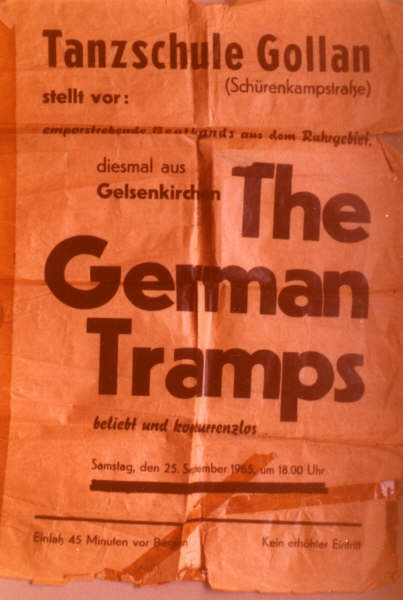 Tanzschule Gollan
(Schürenkampstraße)
stellt vor:
emporstrebende Beatbands aus dem Ruhrgebiet,
diesmal aus
Gelsenkirchen
The
German
Tramps
beliebt und konurrenzlos
Samstag, den 25. September 1965, um 18.00 Uhr
Einlaß 45 Minuten vor Beginn
Kein erhöhter Eintritt